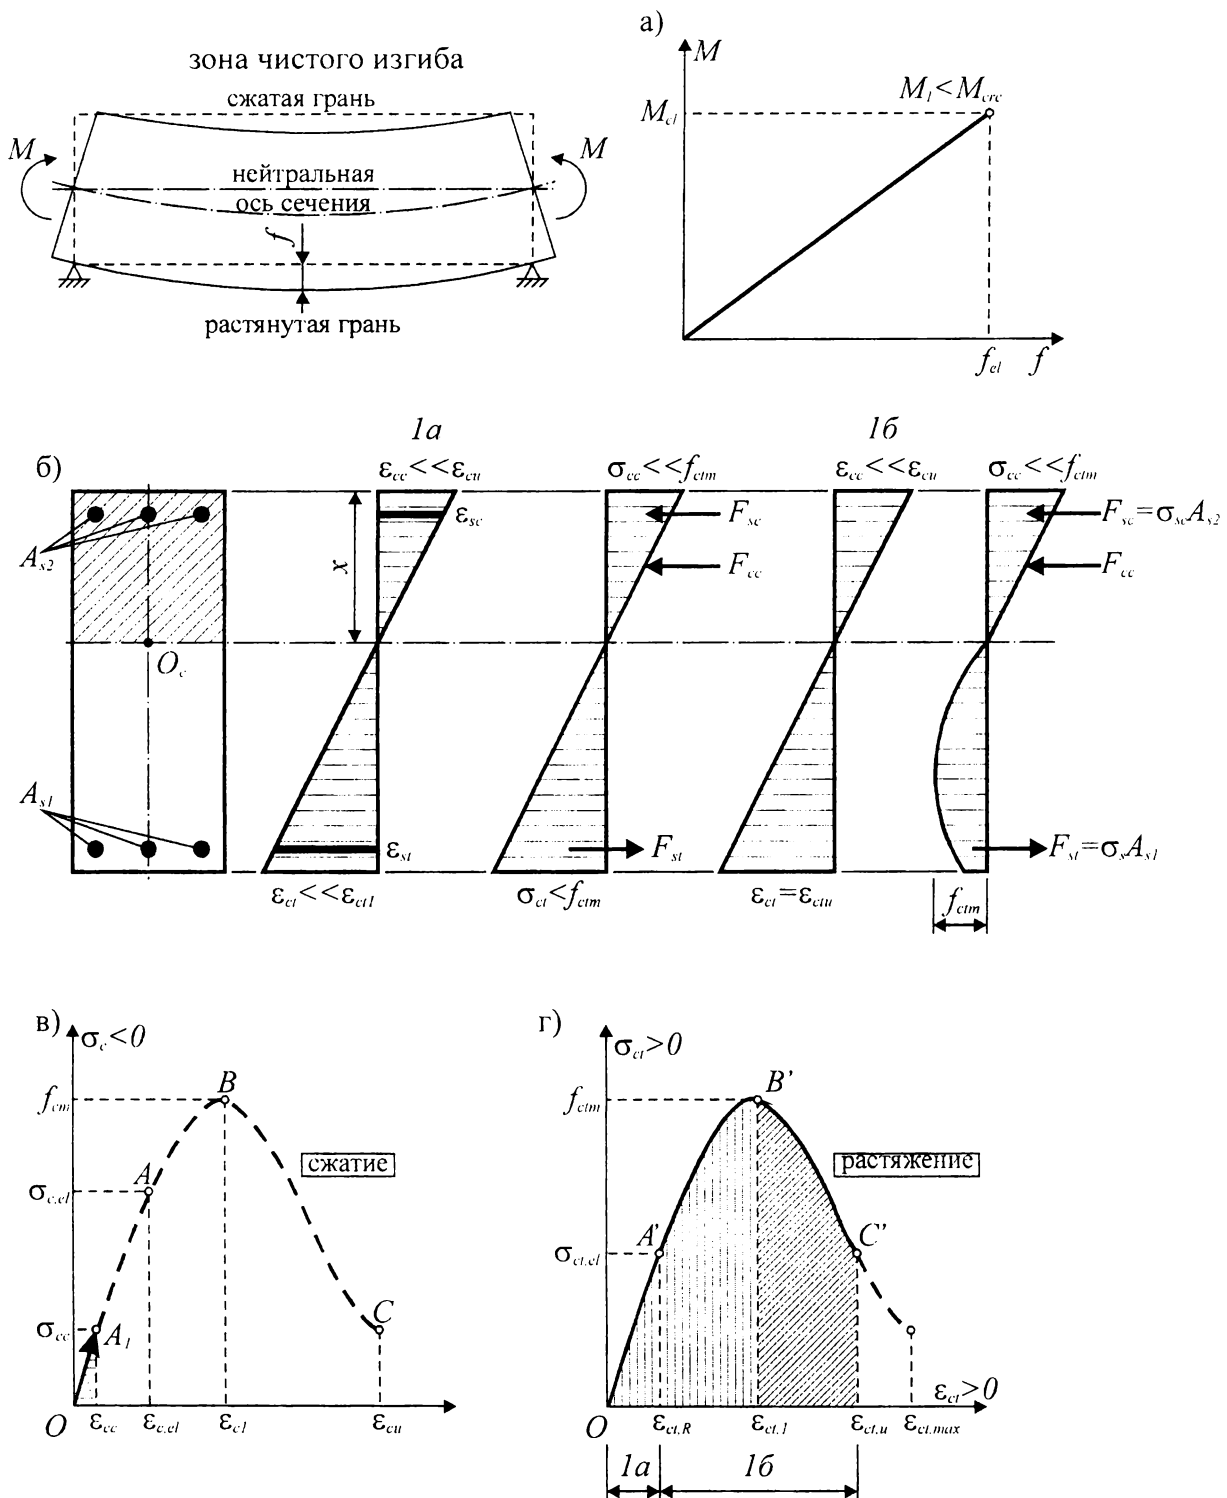 а)
зона чистого изгиба
сжатая грань
M
M
нейтральная
ось сечения
f
растянутая грань
M
M₁<M_crc
M_cl
f_el
f
б)
1а
1б
ε_cc<<ε_cu
σ_cc<<f_ctm
ε_cc<<ε_cu
σ_cc<<f_ctm
A_s2
x
ε_sc
F_sc
F_sc=σ_sc A_s2
F_cc
F_cc
O_c
A_s1
ε_st
F_st
F_st=σ_s A_s1
ε_ct<<ε_ct1
σ_ct<f_ctm
ε_ct=ε_ctu
f_ctm
в)
σ_c<0
f_cm
B
сжатие
A
σ_c.el
σ_cc
A₁
C
O
ε_cc
ε_c.el
ε_c1
ε_cu
г)
σ_ct>0
f_ctm
B'
растяжение
A'
C'
σ_ct.el
ε_ct>0
O
ε_ct.R
ε_ct.1
ε_ct.u
ε_ct.max
1а
1б